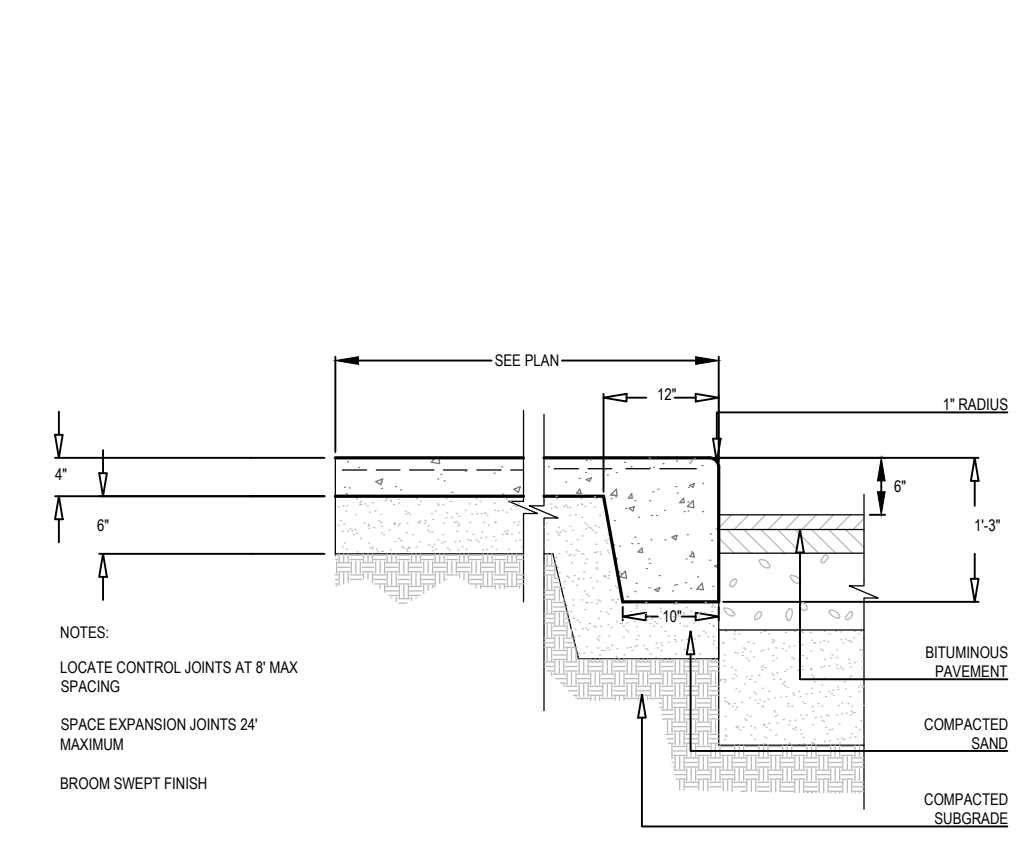 SEE PLAN
12"
1" RADIUS
4"
6"
6"
1'-3"
10"
NOTES:
LOCATE CONTROL JOINTS AT 8' MAX
SPACING
SPACE EXPANSION JOINTS 24'
MAXIMUM
BROOM SWEPT FINISH
BITUMINOUS
PAVEMENT
COMPACTED
SAND
COMPACTED
SUBGRADE